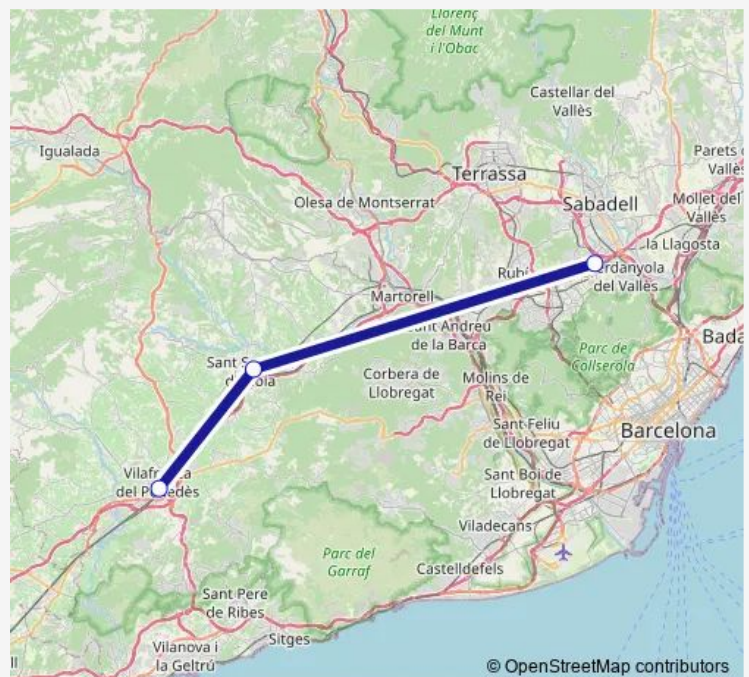 Llorenç
del Munt
i l'Obac
Castellar del
Vallès
Igualada
Terrassa
Parets
Vallès
Olesa de Montserrat
Sabadell
Mollet del
Vallès
la Llagosta
Rubí
del Vallès
Martorell
Andreu
de la Barca
Parc de
Collserola
Sant
Corbera de
Llobregat
Molins de
Rei
Sant Feliu
de Llobregat
Barcelona
del
Sant Boi de
Llobregat
Viladecans
Parc del
Garraf
Castelldefels
Sant Pere
de Ribes
Sitges
Vilanova i
la Geltrú
© OpenStreetMap contributors